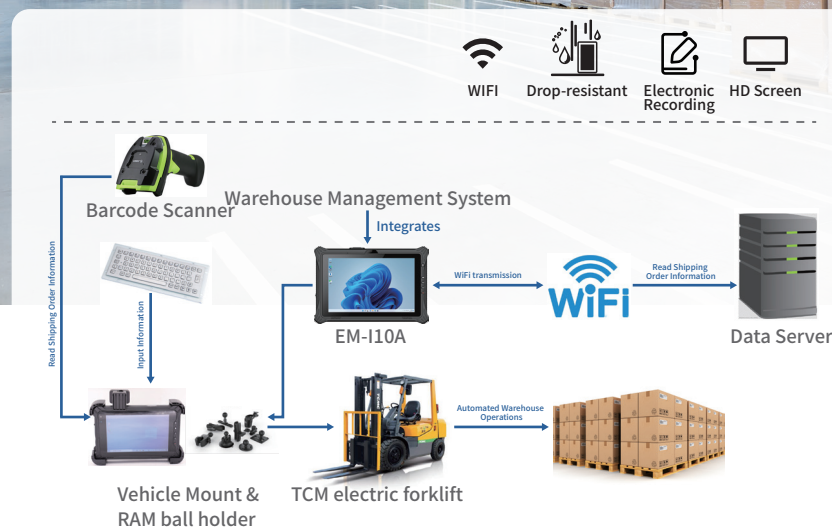 WIFI
Drop-resistant
Electronic
Recording
HD Screen
Barcode Scanner
Warehouse Management System
Integrates
Read Shipping Order Information
Input Information
EM-I10A
WiFi transmission
WiFi
Read Shipping
Order Information
Data Server
Automated Warehouse
Operations
Vehicle Mount &
RAM ball holder
TCM electric forklift